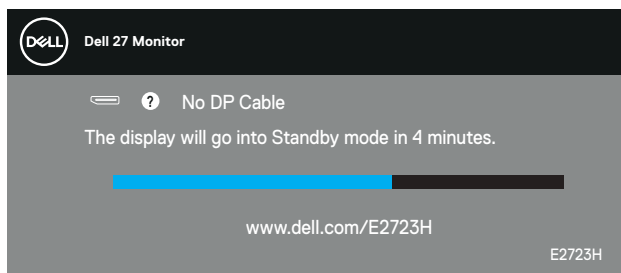 DELL
Dell 27 Monitor
? No DP Cable
The display will go into Standby mode in 4 minutes.
www.dell.com/E2723H
E2723H